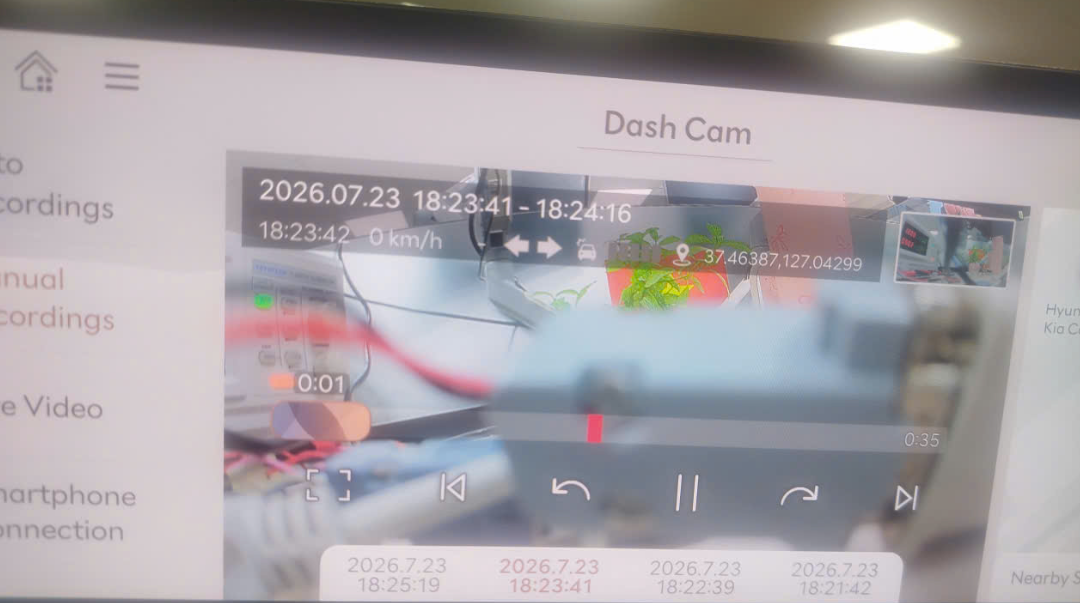 Dash Cam
to
cordings
nual
cordings
e Video
martphone
onnection
2026.07.23 18:23:41 - 18:24:16
18:23:42 0 km/h
37.46387,127.04299
0:01
0:35
Hyun
Kia C
2026.7.23
18:25:19
2026.7.23
18:23:41
2026.7.23
18:22:39
2026.7.23
18:21:42
Nearby S